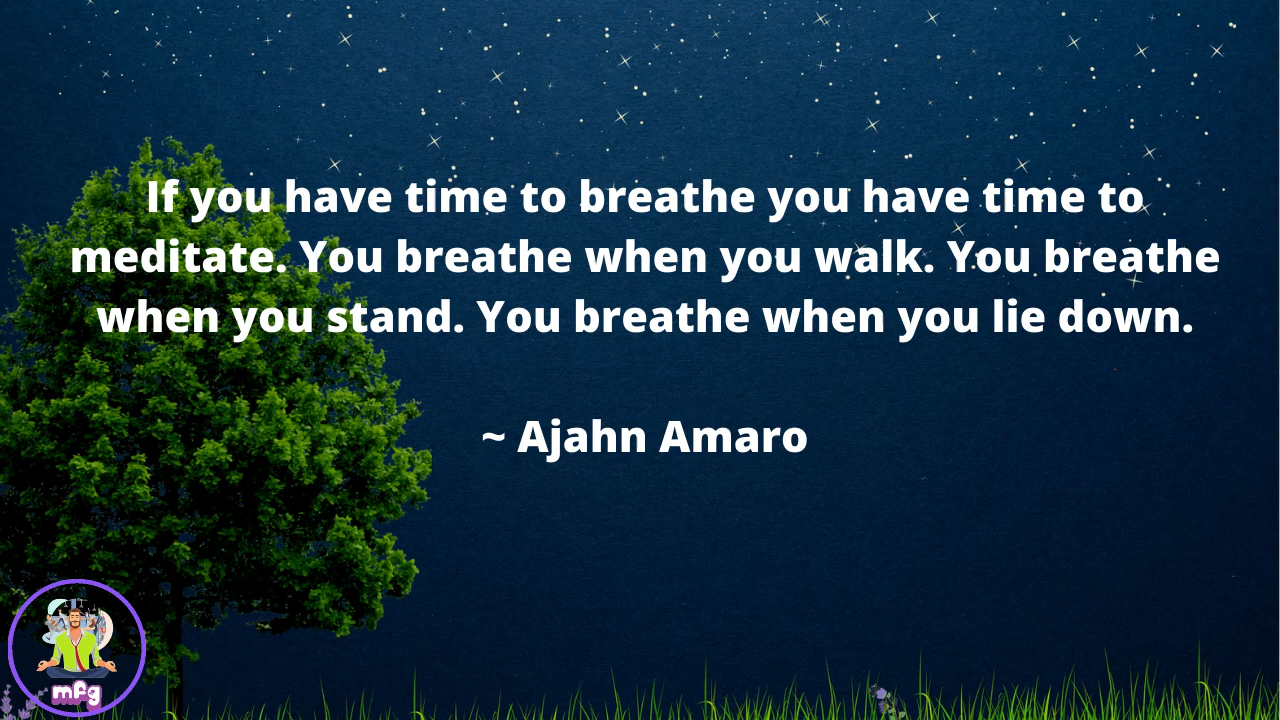 If you have time to breathe you have time to
meditate. You breathe when you walk. You breathe
when you stand. You breathe when you lie down.
~ Ajahn Amaro
mfg